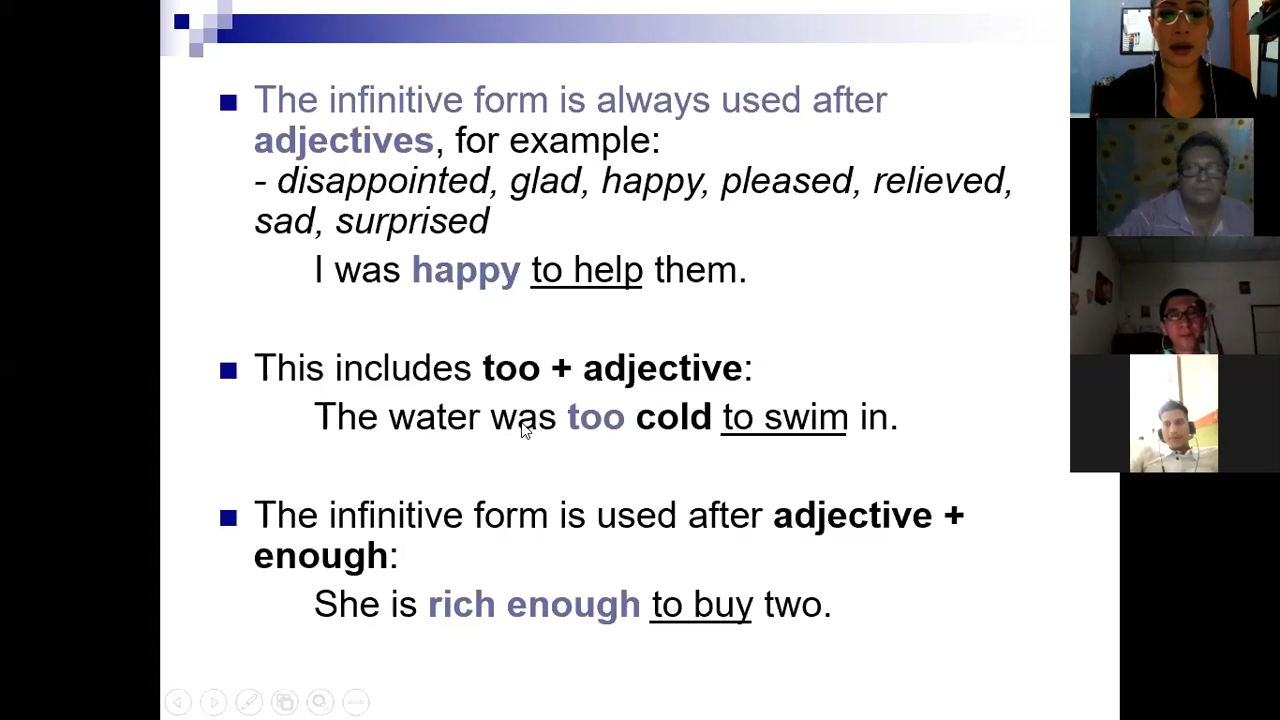 The infinitive form is always used after
adjectives, for example:
- disappointed, glad, happy, pleased, relieved,
sad, surprised
I was happy to help them.
This includes too + adjective:
The water was too cold to swim in.
The infinitive form is used after adjective +
enough:
She is rich enough to buy two.